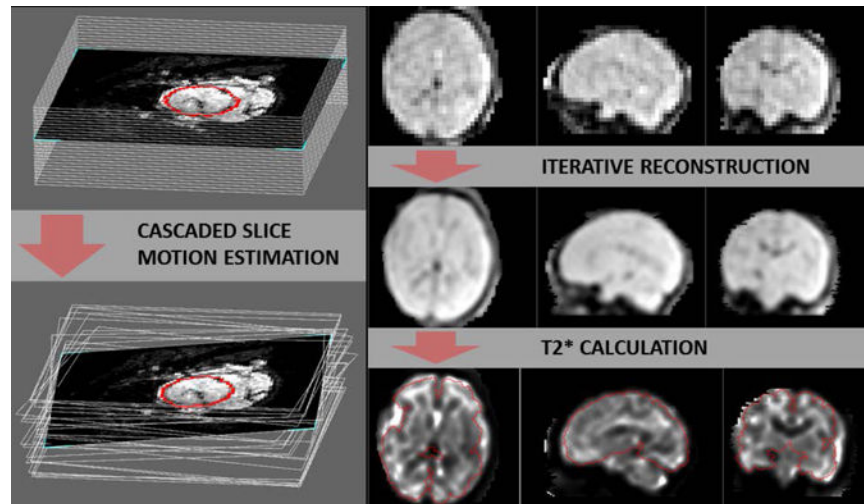 CASCADED SLICE
MOTION ESTIMATION
ITERATIVE RECONSTRUCTION
T2* CALCULATION